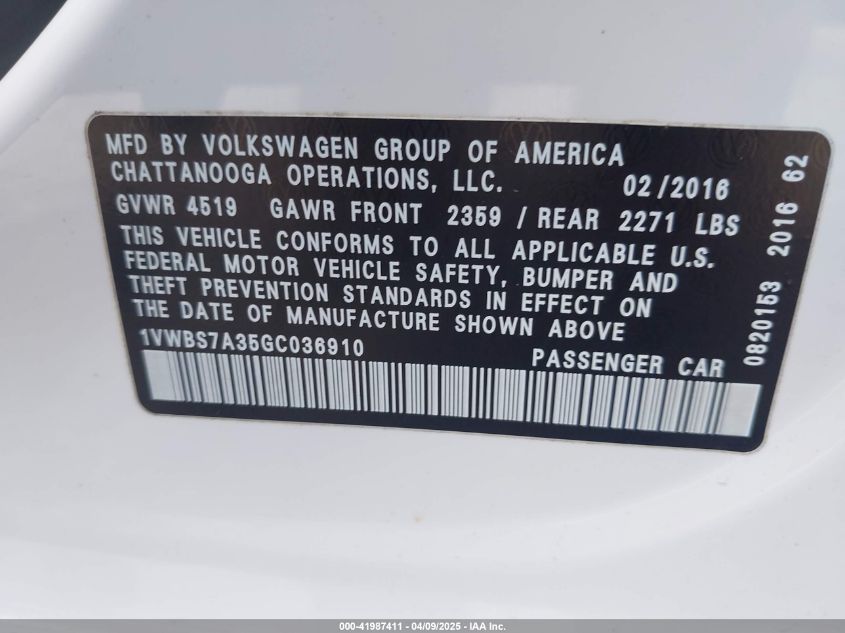 MFD BY VOLKSWAGEN GROUP OF AMERICA
CHATTANOOGA OPERATIONS, LLC. 02/2016
GVWR 4519 GAWR FRONT 2359 / REAR 2271 LBS
THIS VEHICLE CONFORMS TO ALL APPLICABLE U.S.
FEDERAL MOTOR VEHICLE SAFETY, BUMPER AND
THEFT PREVENTION STANDARDS IN EFFECT ON
THE DATE OF MANUFACTURE SHOWN ABOVE
1VWBS7A35GC036910 PASSENGER CAR
0820153 2016 62
000-41987411 - 04/09/2025 - IAA Inc.